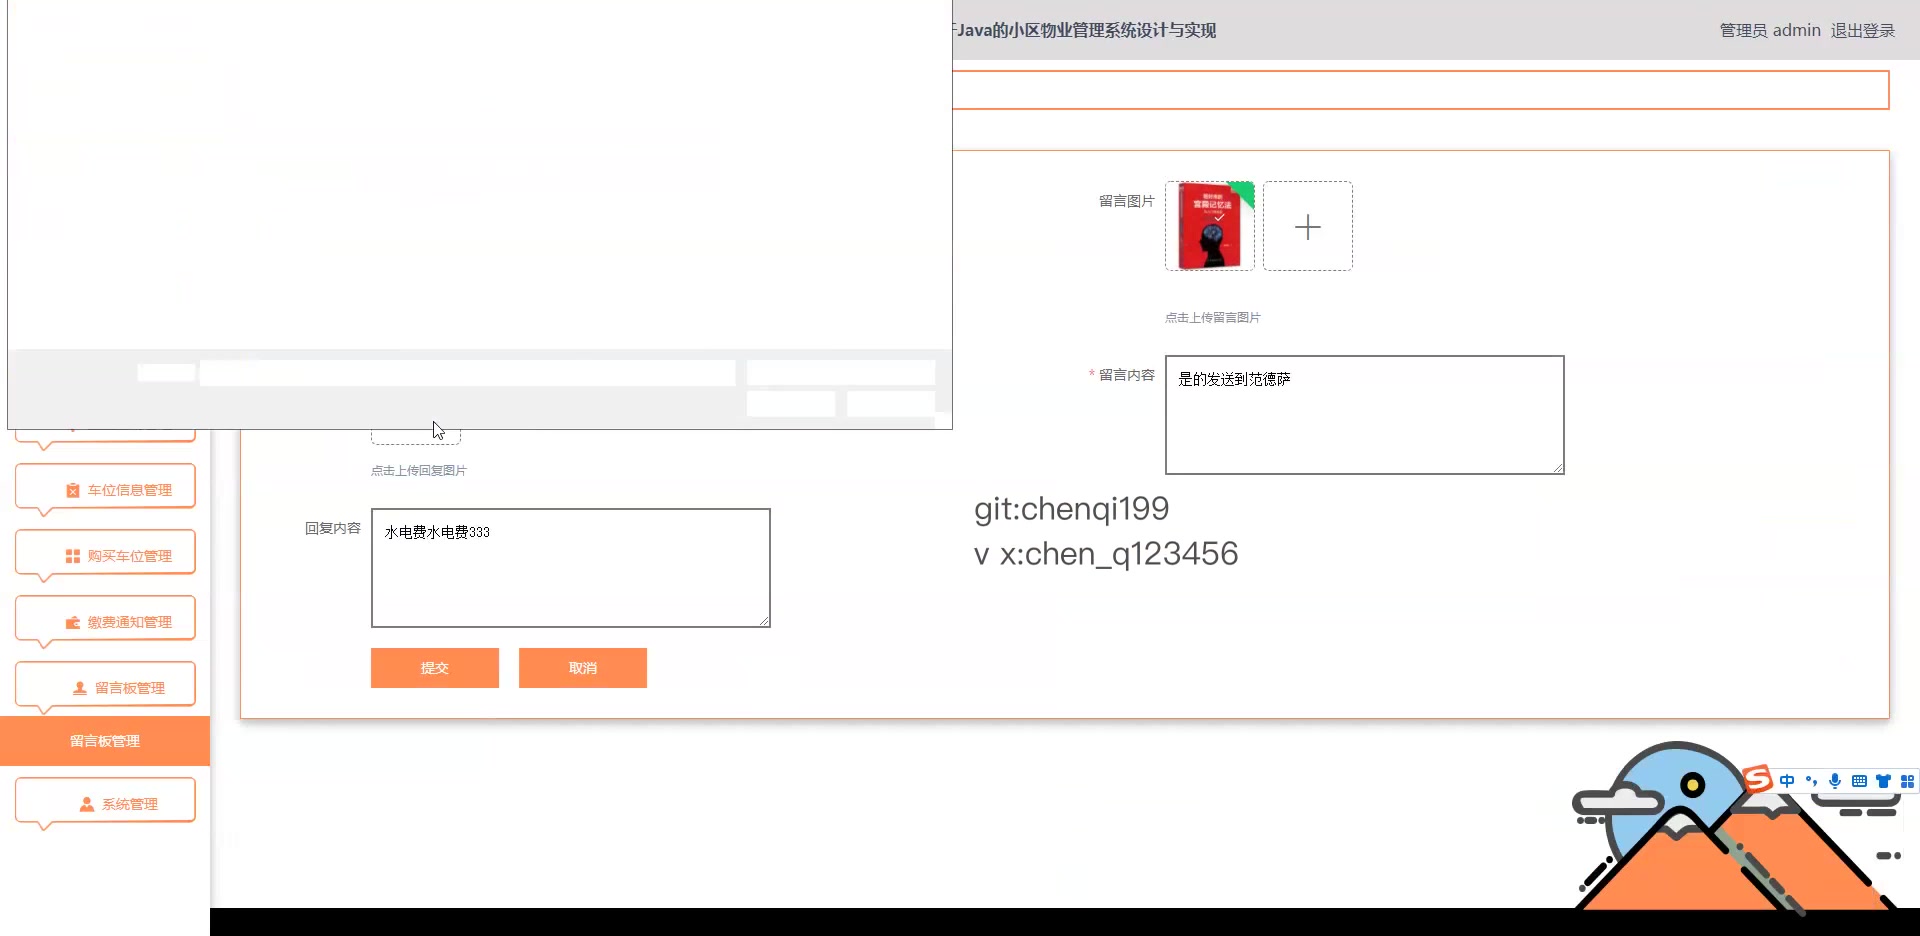 Java的小区物业管理系统设计与实现
管理员 admin 退出登录
留言图片
点击上传留言图片
* 留言内容
是的发送到范德萨
点击上传回复图片
回复内容
水电费水电费333
git:chenqi199
v x:chen_q123456
提交
取消
车位信息管理
购买车位管理
缴费通知管理
留言板管理
留言板管理
系统管理
中